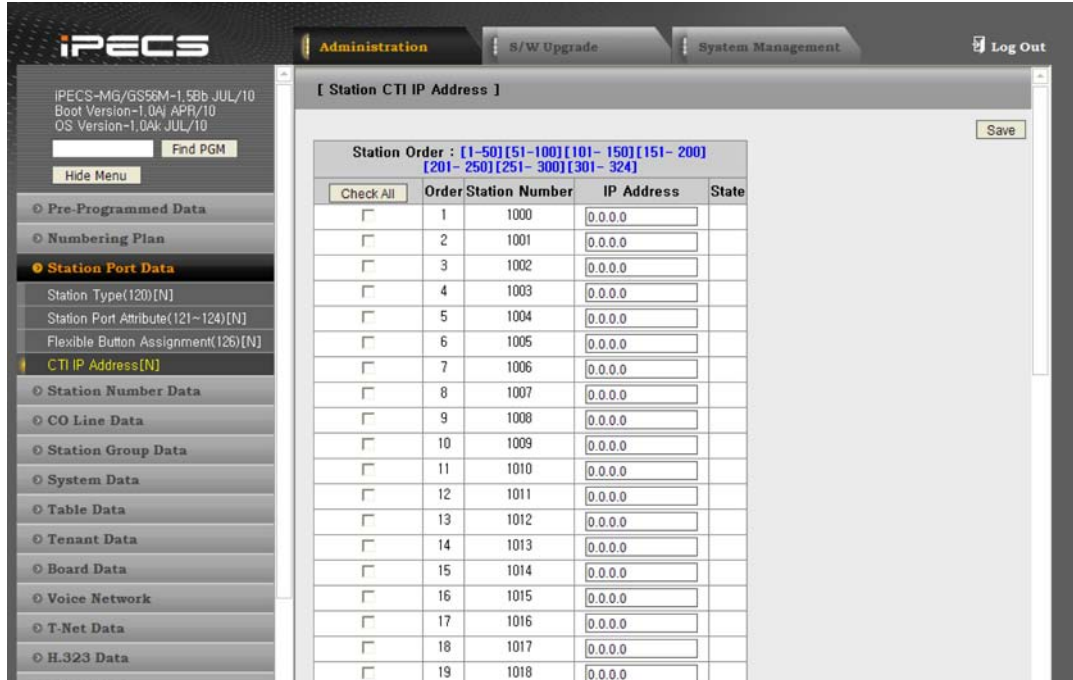 iPECS
Administration
S/W Upgrade
System Management
Log Out
iPECS-MG/GS56M-1.5Bb JUL/10
Boot Version-1.0Aj APR/10
OS Version-1.0Ak JUL/10
Find PGM
Hide Menu
Pre-Programmed Data
Numbering Plan
Station Port Data
Station Type(120)[N]
Station Port Attribute(121~124)[N]
Flexible Button Assignment(126)[N]
CTI IP Address[N]
Station Number Data
CO Line Data
Station Group Data
System Data
Table Data
Tenant Data
Board Data
Voice Network
T-Net Data
H.323 Data
[ Station CTI IP Address ]
Save
Station Order : [1-50][51-100][101- 150][151- 200]
[201- 250][251- 300][301- 324]
Check All Order Station Number IP Address State
1 1000 0.0.0.0
2 1001 0.0.0.0
3 1002 0.0.0.0
4 1003 0.0.0.0
5 1004 0.0.0.0
6 1005 0.0.0.0
7 1006 0.0.0.0
8 1007 0.0.0.0
9 1008 0.0.0.0
10 1009 0.0.0.0
11 1010 0.0.0.0
12 1011 0.0.0.0
13 1012 0.0.0.0
14 1013 0.0.0.0
15 1014 0.0.0.0
16 1015 0.0.0.0
17 1016 0.0.0.0
18 1017 0.0.0.0
19 1018 0.0.0.0